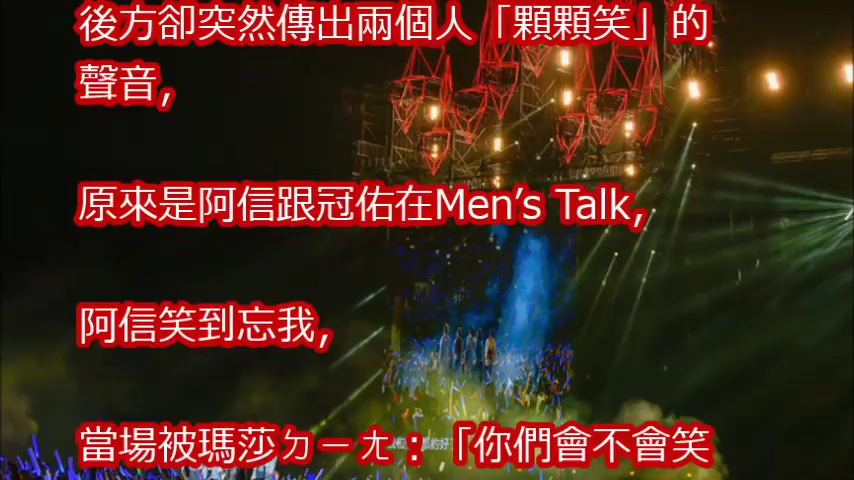 後方卻突然傳出兩個人「顆顆笑」的
聲音，
原來是阿信跟冠佑在Men’s Talk，
阿信笑到忘我，
當場被瑪莎ㄉㄧㄤ：「你們會不會笑